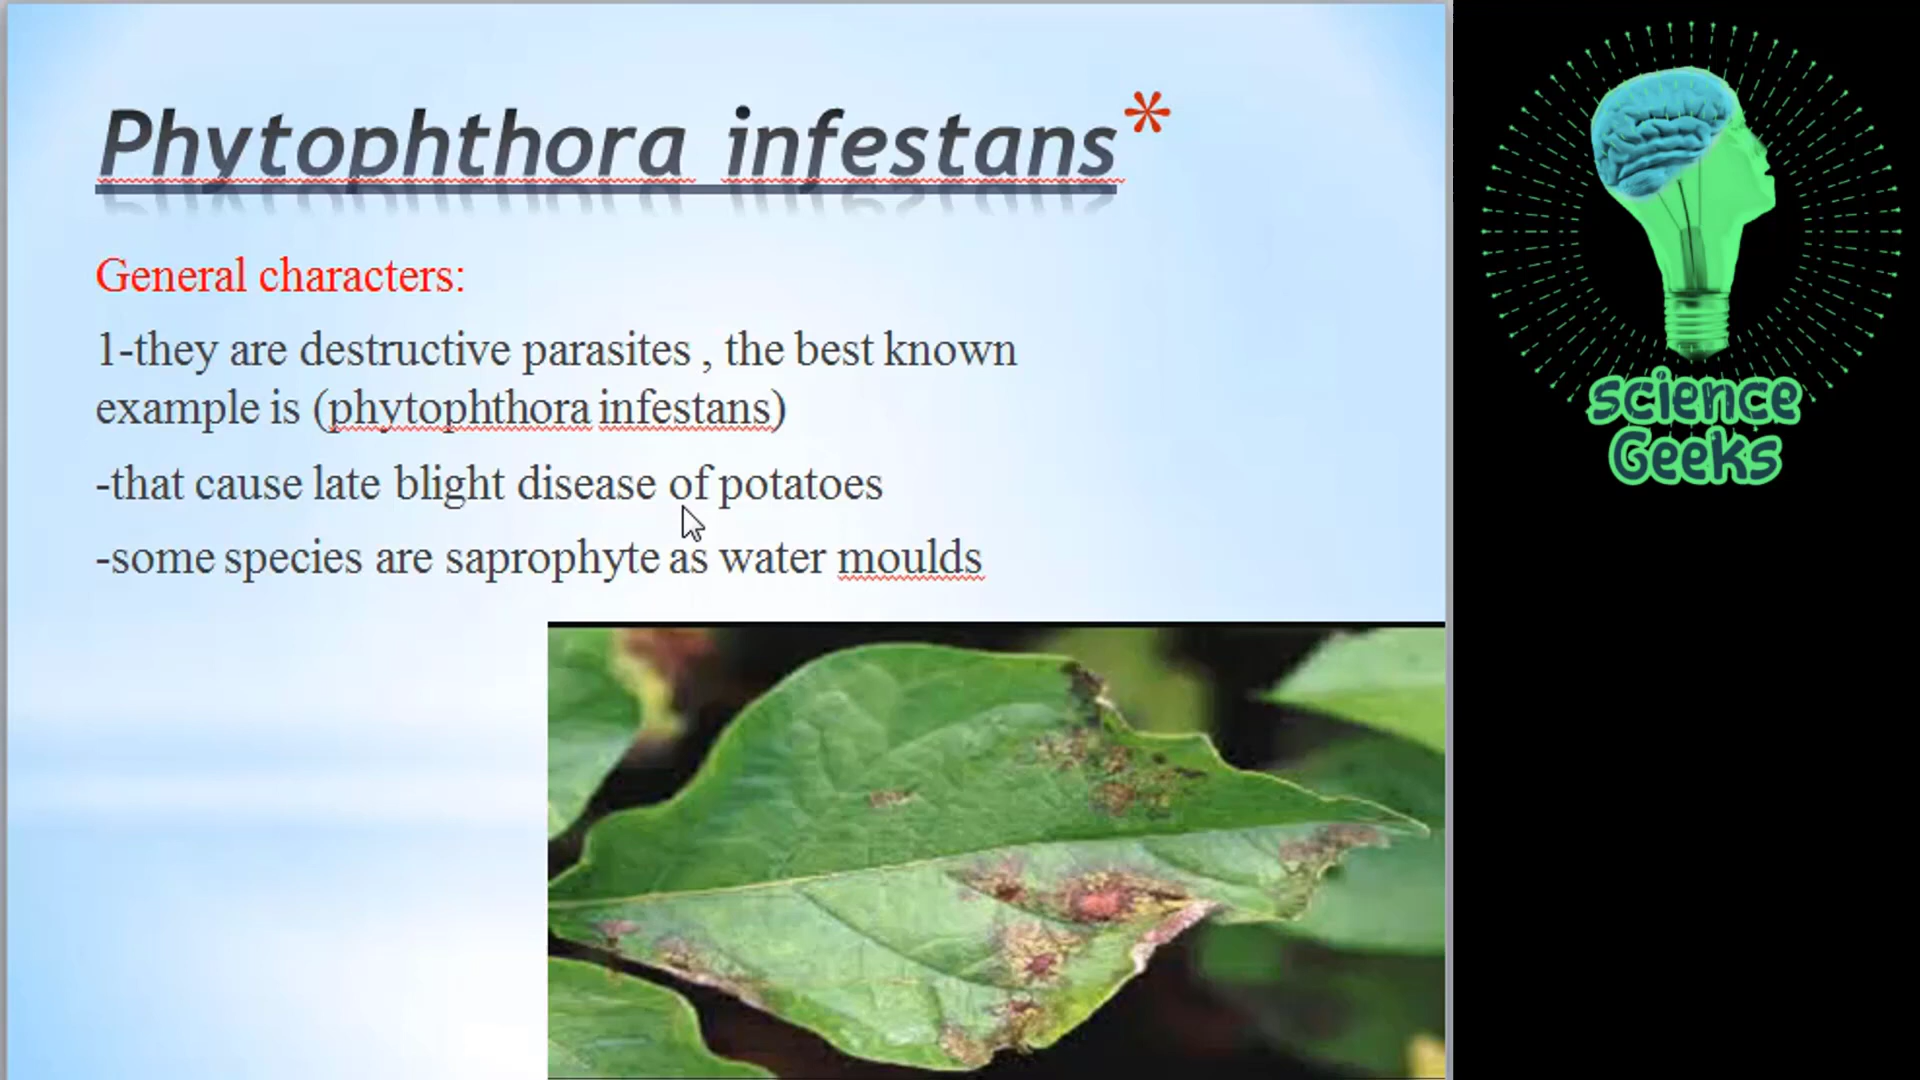 Phytophthora infestans*
General characters:
1-they are destructive parasites , the best known
example is (phytophthora infestans)
-that cause late blight disease of potatoes
-some species are saprophyte as water moulds
science
Geeks